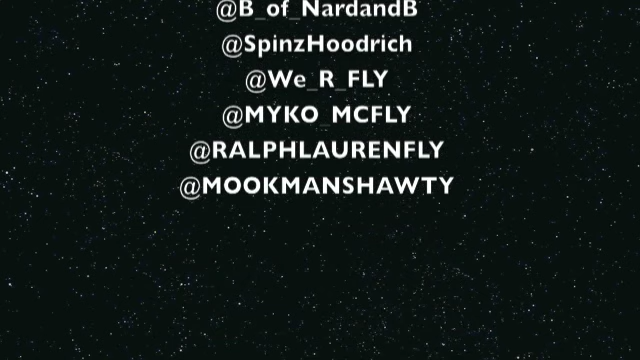 @B_of_NardandB
@SpinzHoodrich
@We_R_FLY
@MYKO_MCFLY
@RALPHLAURENFLY
@MOOKMANSHAWTY